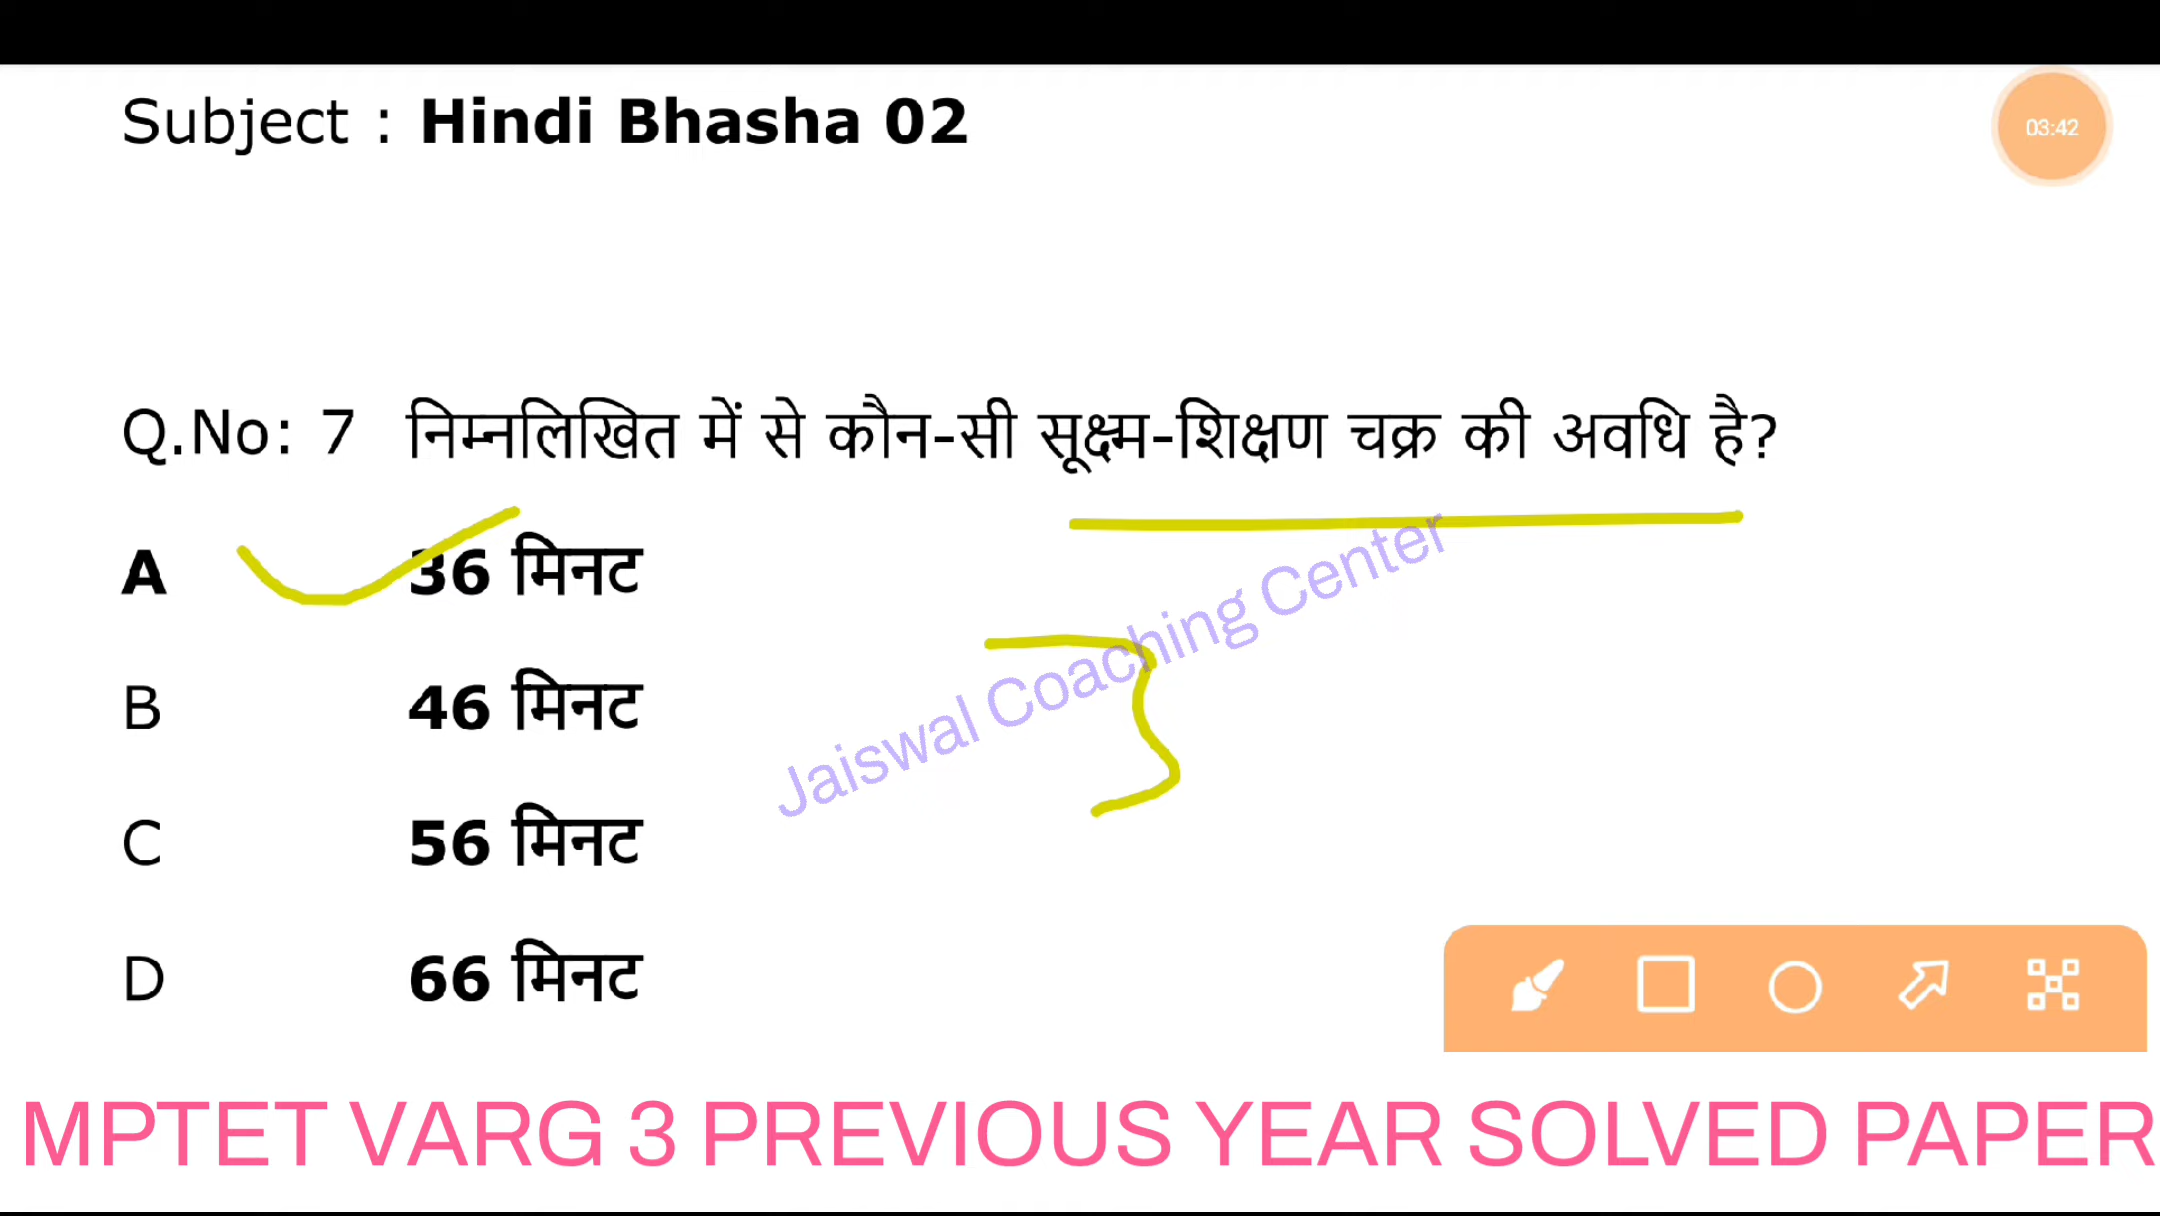 Subject : Hindi Bhasha 02
03:42
Q.No: 7 निम्नलिखित में से कौन-सी सूक्ष्म-शिक्षण चक्र की अवधि है?
A 36 मिनट
B 46 मिनट
C 56 मिनट
D 66 मिनट
Jaiswal Coaching Center
MPTET VARG 3 PREVIOUS YEAR SOLVED PAPER